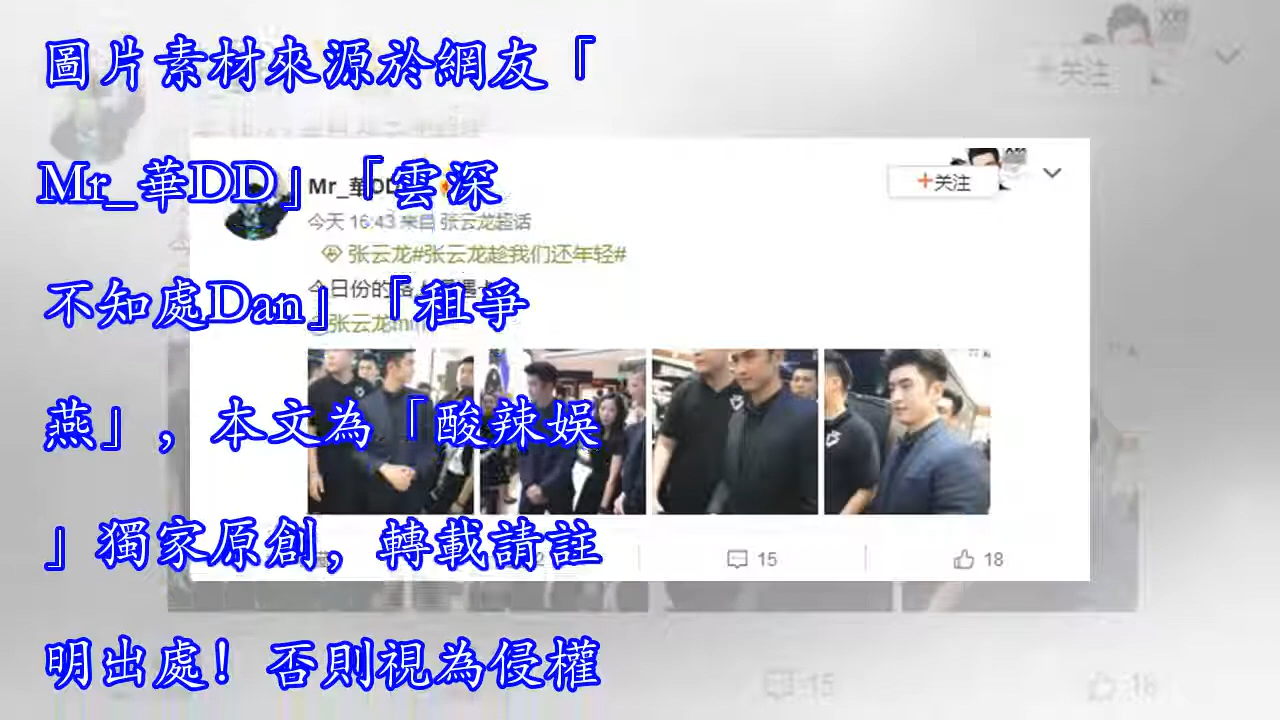 圖片素材來源於網友「
Mr_華DD」「雲深
不知處Dan」「租爭
燕」，本文為「酸辣娛
」獨家原創，轉載請註
明出處！否則視為侵權
Mr_華DD
+关注
今天 16:43 来自 张云龙超话
张云龙#张云龙趁我们还年轻#
今日份的
张云龙
15
18